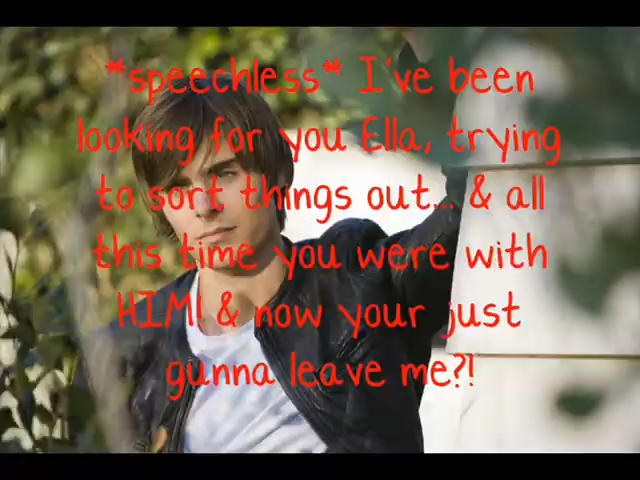 *speechless* I've been
looking for you Ella, trying
to sort things out... & all
this time you were with
HIM! & now your just
gunna leave me?!